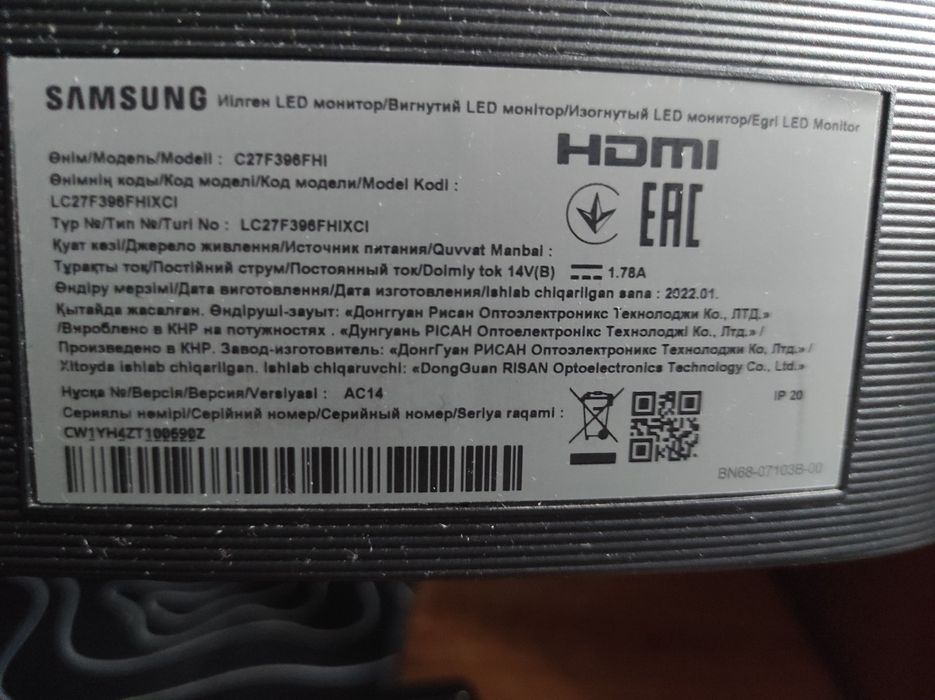 SAMSUNG Иілген LED монитор/Вигнутий LED монітор/Изогнутый LED монитор/Egri LED Monitor
HDMI
Өнім/Модель/Modeli : C27F396FHI
Өнімнің коды/Код моделі/Код модели/Model Kodi :
LC27F396FHIXCI
EAC
Түр №/Тип №/Turi No : LC27F396FHIXCI
Қуат көзі/Джерело живлення/Источник питания/Quvvat Manbai :
Тұрақты ток/Постійний струм/Постоянный ток/Doimiy tok 14V(B) 1.78A
Өндіру мерзімі/Дата виготовлення/Дата изготовления/Ishlab chiqarilgan sana : 2022.01.
Қытайда жасалған. Өндіруші-зауыт: «Донггуан Рисан Оптоэлектроникс Технолоджи Ко., ЛТД.»
/Вироблено в КНР на потужностях . «Дунгуань РІСАН Оптоелектронікс Технолоджі Ко., Лтд.» /
Произведено в КНР. Завод-изготовитель: «ДонгГуан РИСАН Оптоэлектроникс Технолоджи Ко, Лтд.» /
Xitoyda ishlab chiqarilgan. Ishlab chiqaruvchi: «DongGuan RISAN Optoelectronics Technology Co., Ltd.»
Нұсқа №/Версія/Версия/Versiyasi : AC14
IP 20
Сериялы нөмірі/Серійний номер/Серийный номер/Seriya raqami :
CW1YH4ZT100690Z
BN68-07103B-00